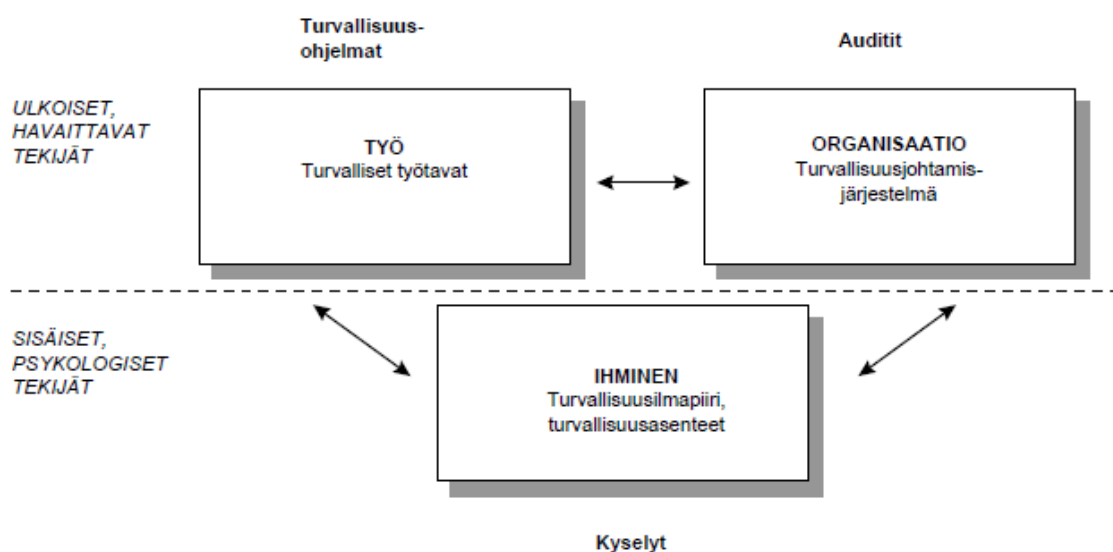 Turvallisuus-
ohjelmat
Auditit
ULKOISET,
HAVAITTAVAT
TEKIJÄT
TYÖ
Turvalliset työtavat
ORGANISAATIO
Turvallisuusjohtamis-
järjestelmä
SISÄISET,
PSYKOLOGISET
TEKIJÄT
IHMINEN
Turvallisuusilmapiiri,
turvallisuusasenteet
Kyselyt